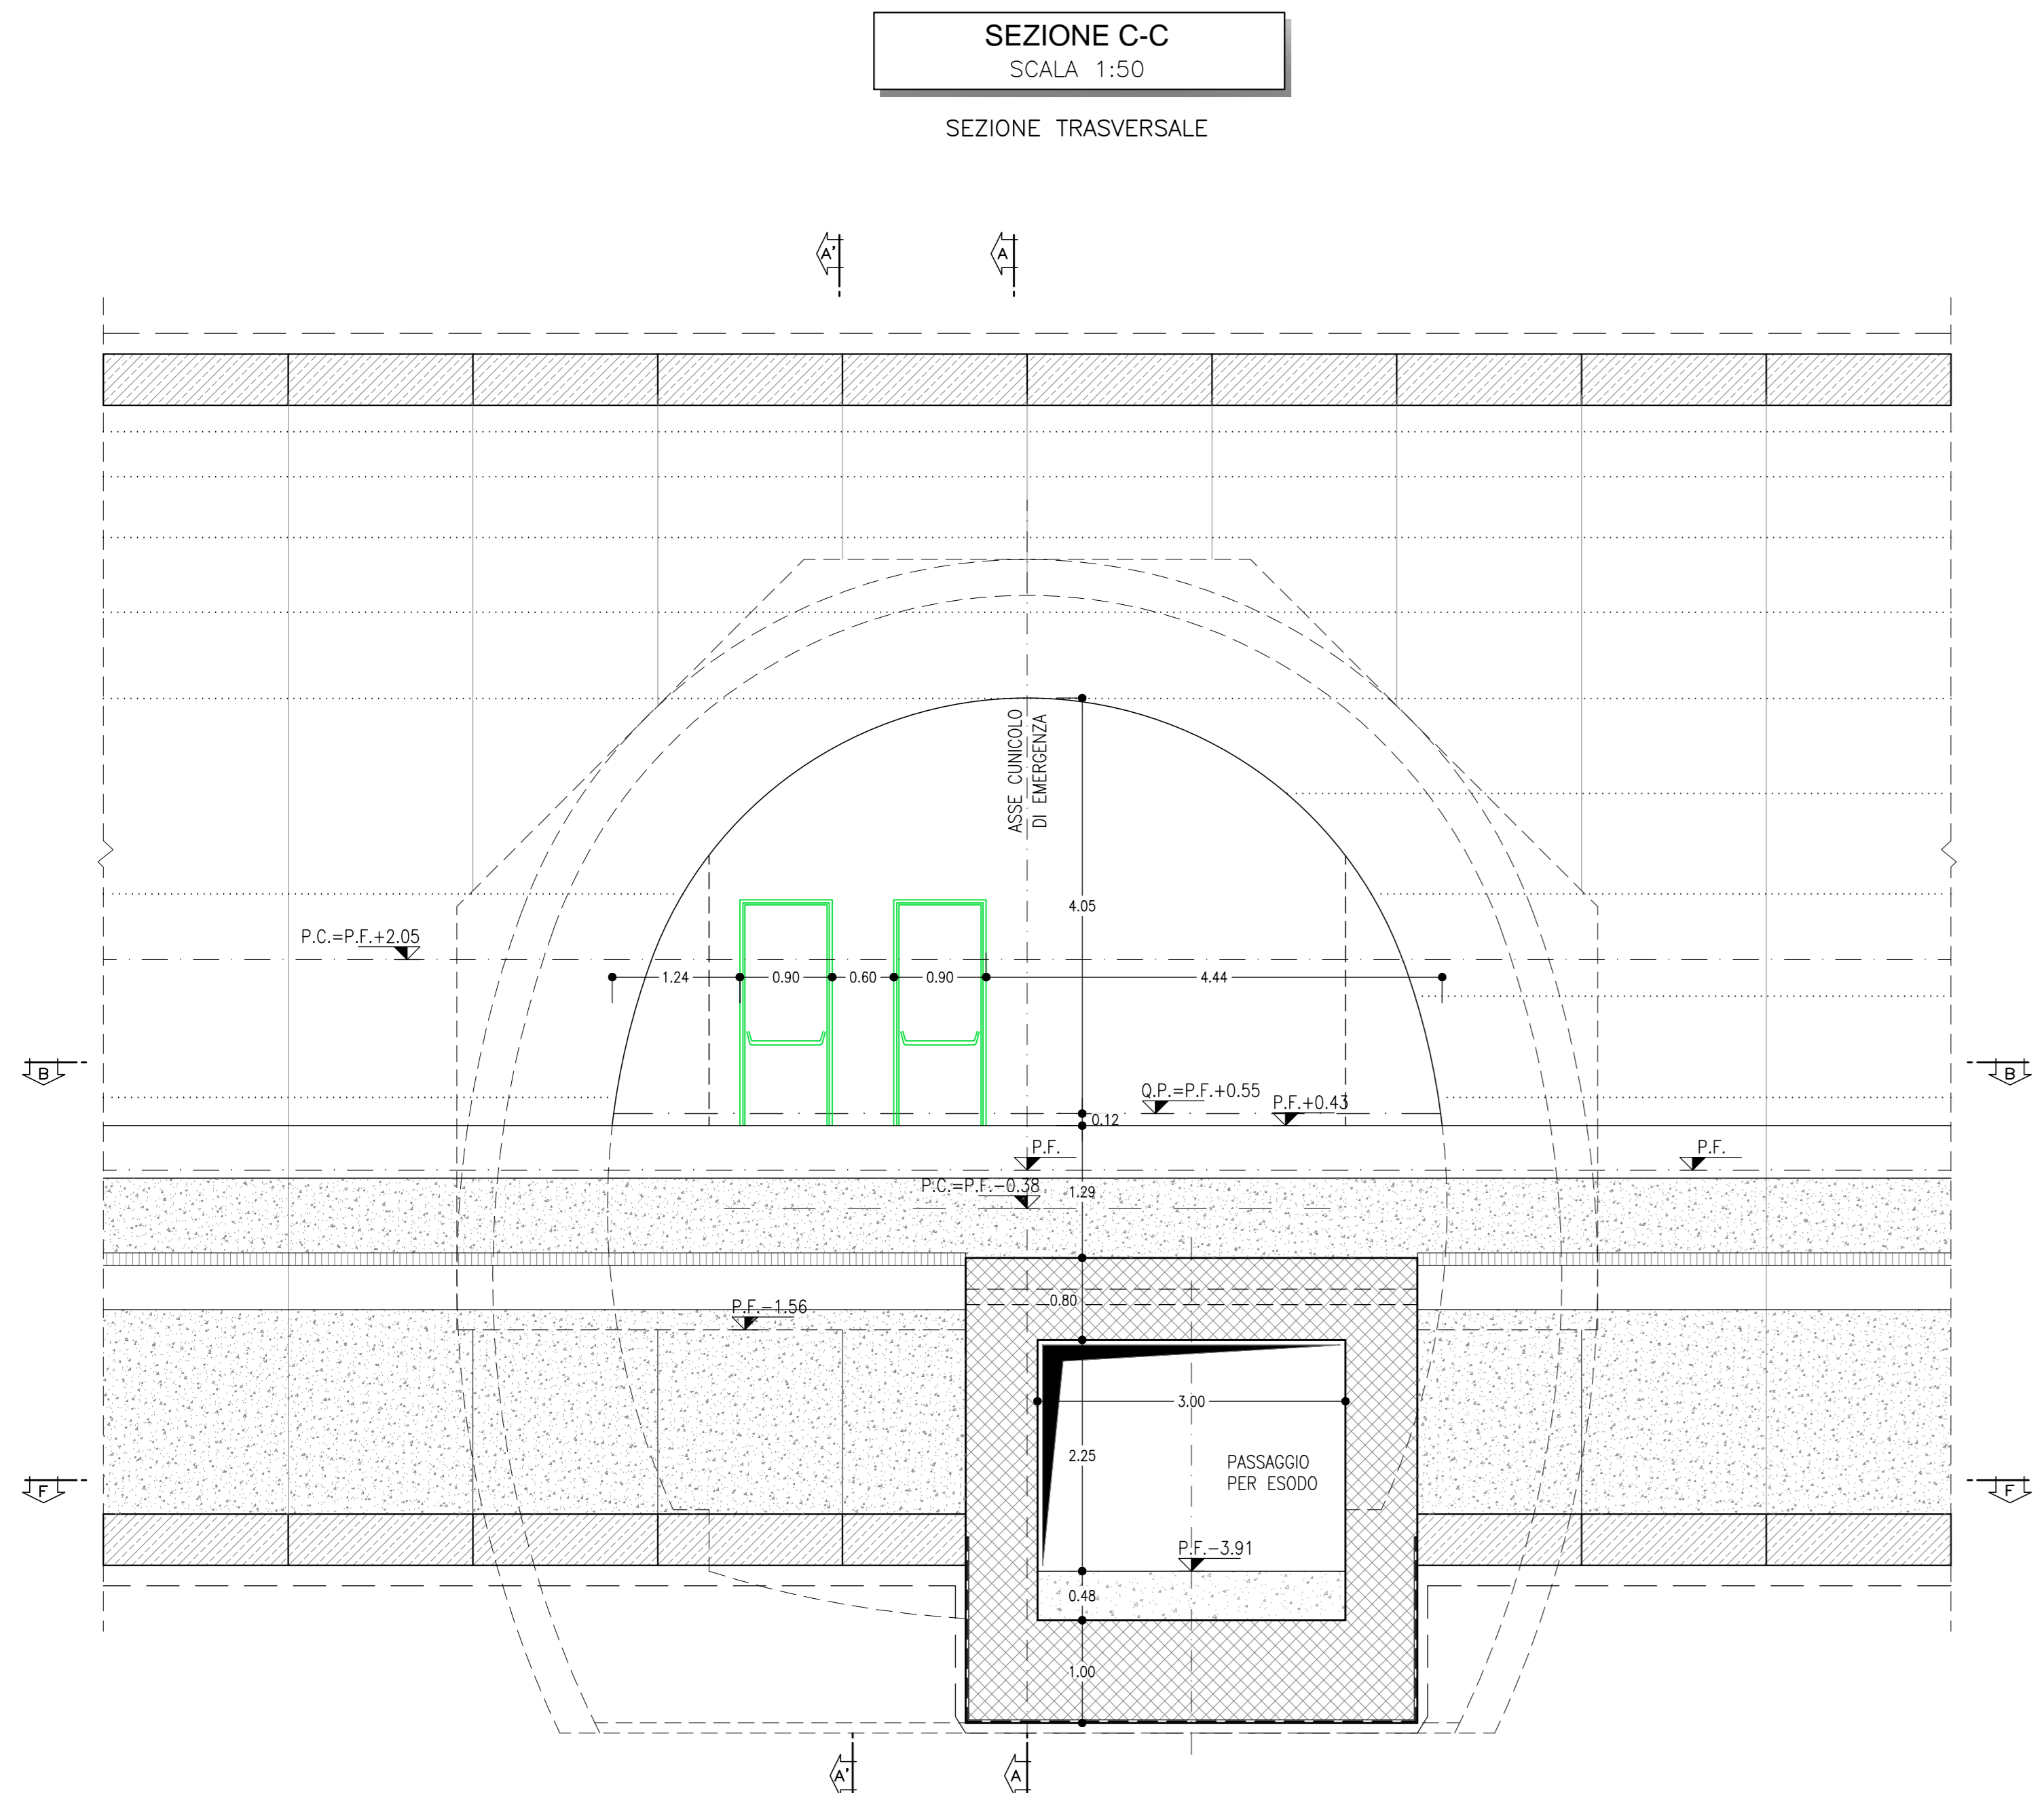 SEZIONE C-C
SCALA 1:50
SEZIONE TRASVERSALE
A'
A
ASSE CUNICOLO
DI EMERGENZA
4.05
P.C.=P.F.+2.05
1.24
0.90
0.60
0.90
4.44
B
B
Q.P.=P.F.+0.55
P.F.+0.43
0.12
P.F.
P.F.
P.C.=P.F.-0.38
1.29
0.80
P.F.-1.56
3.00
2.25
PASSAGGIO
PER ESODO
F
F
P.F.-3.91
0.48
1.00
A'
A